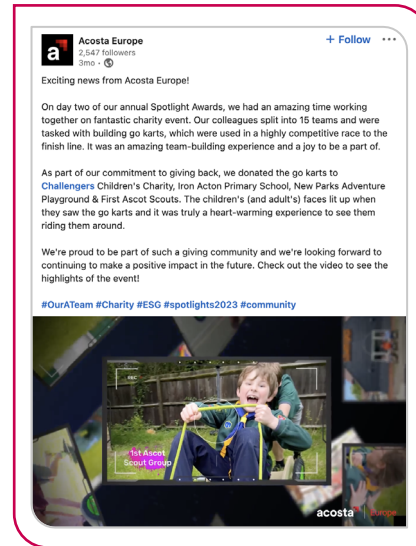 a
Acosta Europe
2,547 followers
3mo •
+ Follow •••
Exciting news from Acosta Europe!
On day two of our annual Spotlight Awards, we had an amazing time working
together on fantastic charity event. Our colleagues split into 15 teams and were
tasked with building go karts, which were used in a highly competitive race to the
finish line. It was an amazing team-building experience and a joy to be a part of.
As part of our commitment to giving back, we donated the go karts to
Challengers Children's Charity, Iron Acton Primary School, New Parks Adventure
Playground & First Ascot Scouts. The children's (and adult's) faces lit up when
they saw the go karts and it was truly a heart-warming experience to see them
riding them around.
We're proud to be part of such a giving community and we're looking forward to
continuing to make a positive impact in the future. Check out the video to see the
highlights of the event!
#OurATeam #Charity #ESG #spotlights2023 #community
REC
1st Ascot
Scout Group
acosta
europe